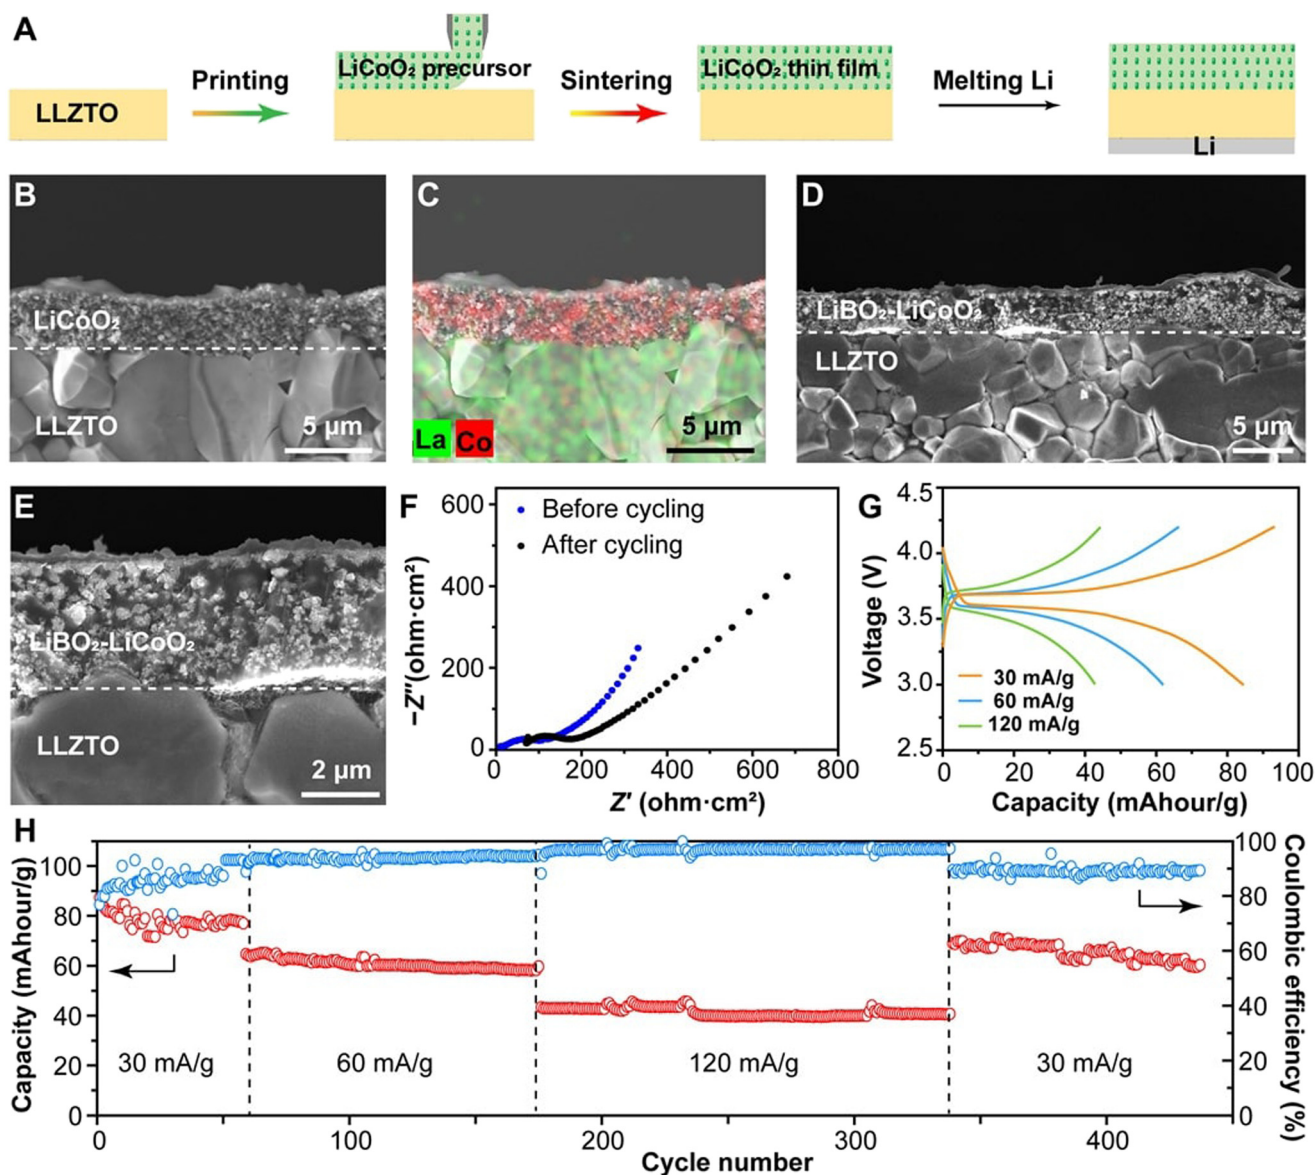 A
Printing
LiCoO₂ precursor
Sintering
LiCoO₂ thin film
Melting Li
LLZTO
Li
B
LiCoO₂
LLZTO
5 μm
C
La
Co
5 μm
D
LiBO₂-LiCoO₂
LLZTO
5 μm
E
LiBO₂-LiCoO₂
LLZTO
2 μm
F
Before cycling
After cycling
600
400
200
0
0 200 400 600 800
−Z″(ohm·cm²)
Z′ (ohm·cm²)
G
4.5
4.0
3.5
3.0
2.5
Voltage (V)
30 mA/g
60 mA/g
120 mA/g
0 20 40 60 80 100
Capacity (mAhour/g)
H
Capacity (mAhour/g)
100
80
60
40
20
0
30 mA/g
60 mA/g
120 mA/g
30 mA/g
100
80
60
40
20
0
Coulombic efficiency (%)
0 100 200 300 400
Cycle number